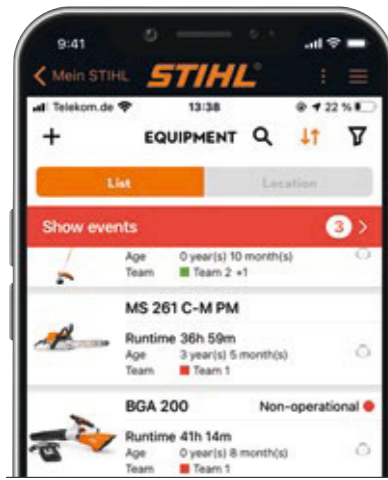 9:41
Mein STIHL STIHL
Telekom.de 13:38 22 %
+ EQUIPMENT
List Location
Show events 3
Age 0 year(s) 10 month(s)
Team Team 2 +1
MS 261 C-M PM
Runtime 36h 59m
Age 3 year(s) 5 month(s)
Team Team 1
BGA 200 Non-operational
Runtime 41h 14m
Age 0 year(s) 8 month(s)
Team Team 1